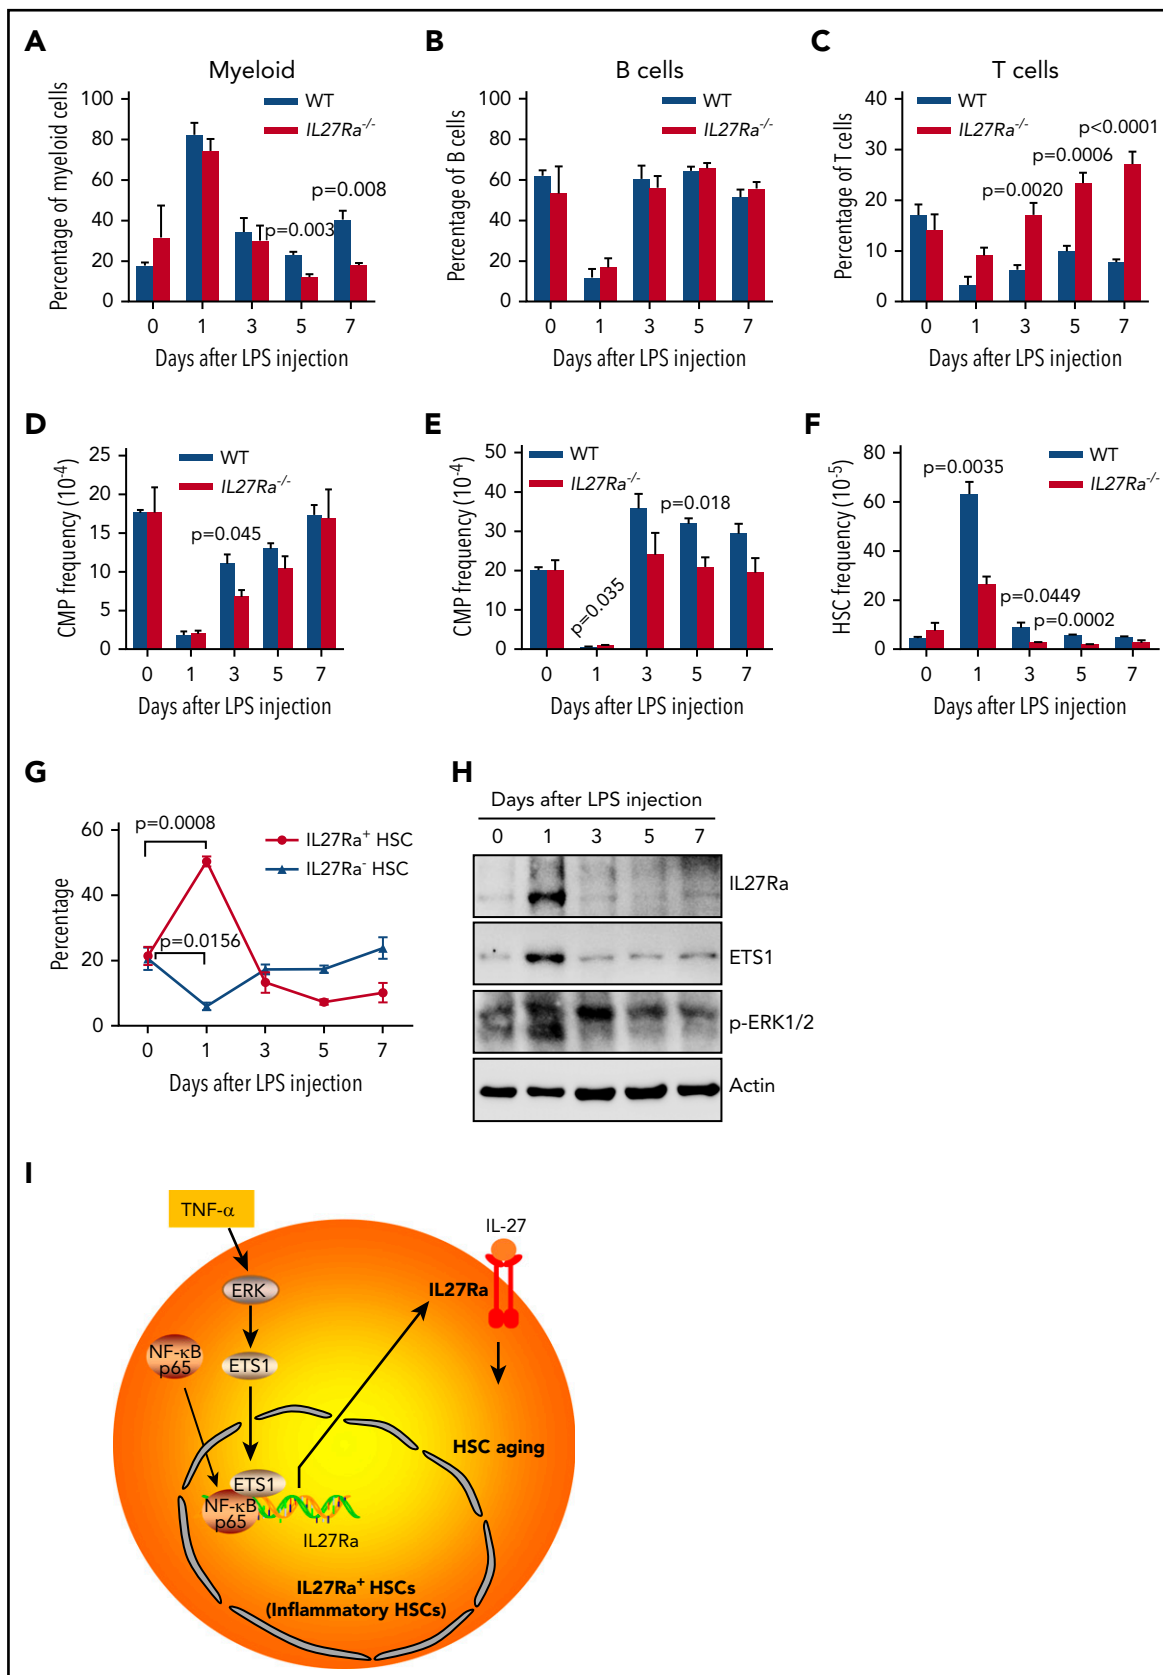 A
Myeloid
Percentage of myeloid cells
100
80
60
40
20
0
WT
IL27Ra-/-
p=0.003
p=0.008
0 1 3 5 7
Days after LPS injection
B
B cells
Percentage of B cells
100
80
60
40
20
0
WT
IL27Ra-/-
0 1 3 5 7
Days after LPS injection
C
T cells
Percentage of T cells
40
30
20
10
0
WT
IL27Ra-/-
p<0.0001
p=0.0006
p=0.0020
0 1 3 5 7
Days after LPS injection
D
CMP frequency (10-4)
25
20
15
10
5
0
WT
IL27Ra-/-
p=0.045
0 1 3 5 7
Days after LPS injection
E
CMP frequency (10-4)
50
40
30
20
10
0
WT
IL27Ra-/-
p=0.018
p=0.035
0 1 3 5 7
Days after LPS injection
F
HSC frequency (10-5)
80
60
40
20
0
WT
IL27Ra-/-
p=0.0035
p=0.0449
p=0.0002
0 1 3 5 7
Days after LPS injection
G
Percentage
60
40
20
0
p=0.0008
p=0.0156
IL27Ra+ HSC
IL27Ra- HSC
0 1 3 5 7
Days after LPS injection
H
Days after LPS injection
0 1 3 5 7
IL27Ra
ETS1
p-ERK1/2
Actin
I
TNF-α
IL-27
ERK
IL27Ra
NF-κB
p65
ETS1
HSC aging
ETS1
NF-κB
p65
IL27Ra
IL27Ra+ HSCs
(Inflammatory HSCs)